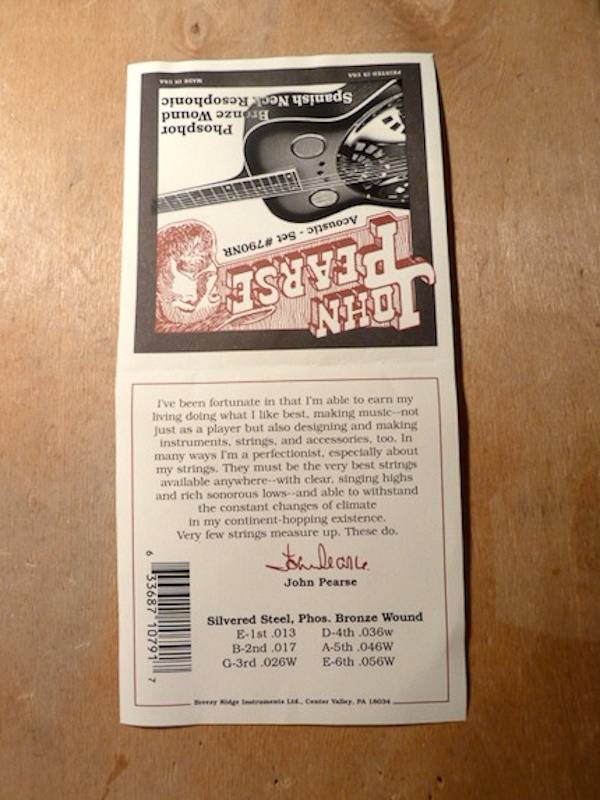 JOHN
PEARSE
Acoustic - Set #790NR
Phosphor
Bronze Wound
Spanish Neck Resophonic
PRINTED IN USA
MADE IN USA
I've been fortunate in that I'm able to earn my
living doing what I like best, making music--not
just as a player but also designing and making
instruments, strings, and accessories, too. In
many ways I'm a perfectionist, especially about
my strings. They must be the very best strings
available anywhere--with clear, singing highs
and rich sonorous lows--and able to withstand
the constant changes of climate
in my continent-hopping existence.
Very few strings measure up. These do.
John Pearse
John Pearse
6 33687 10791 7
Silvered Steel, Phos. Bronze Wound
E-1st .013 D-4th .036w
B-2nd .017 A-5th .046W
G-3rd .026W E-6th .056W
Breezy Ridge Instruments Ltd., Center Valley, PA 18034